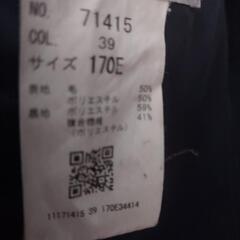 NO. 71415
COL. 39
サイズ 170E
表地 毛 50%
ポリエステル 50%
裏地 ポリエステル 59%
複合繊維 41%
(ポリエステル)
11171415 39 170E34414